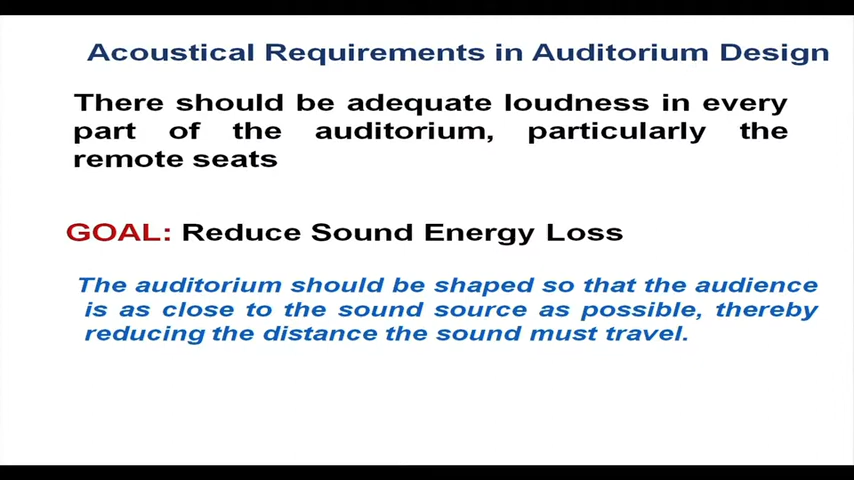 Acoustical Requirements in Auditorium Design
There should be adequate loudness in every
part of the auditorium, particularly the
remote seats
GOAL: Reduce Sound Energy Loss
The auditorium should be shaped so that the audience
is as close to the sound source as possible, thereby
reducing the distance the sound must travel.